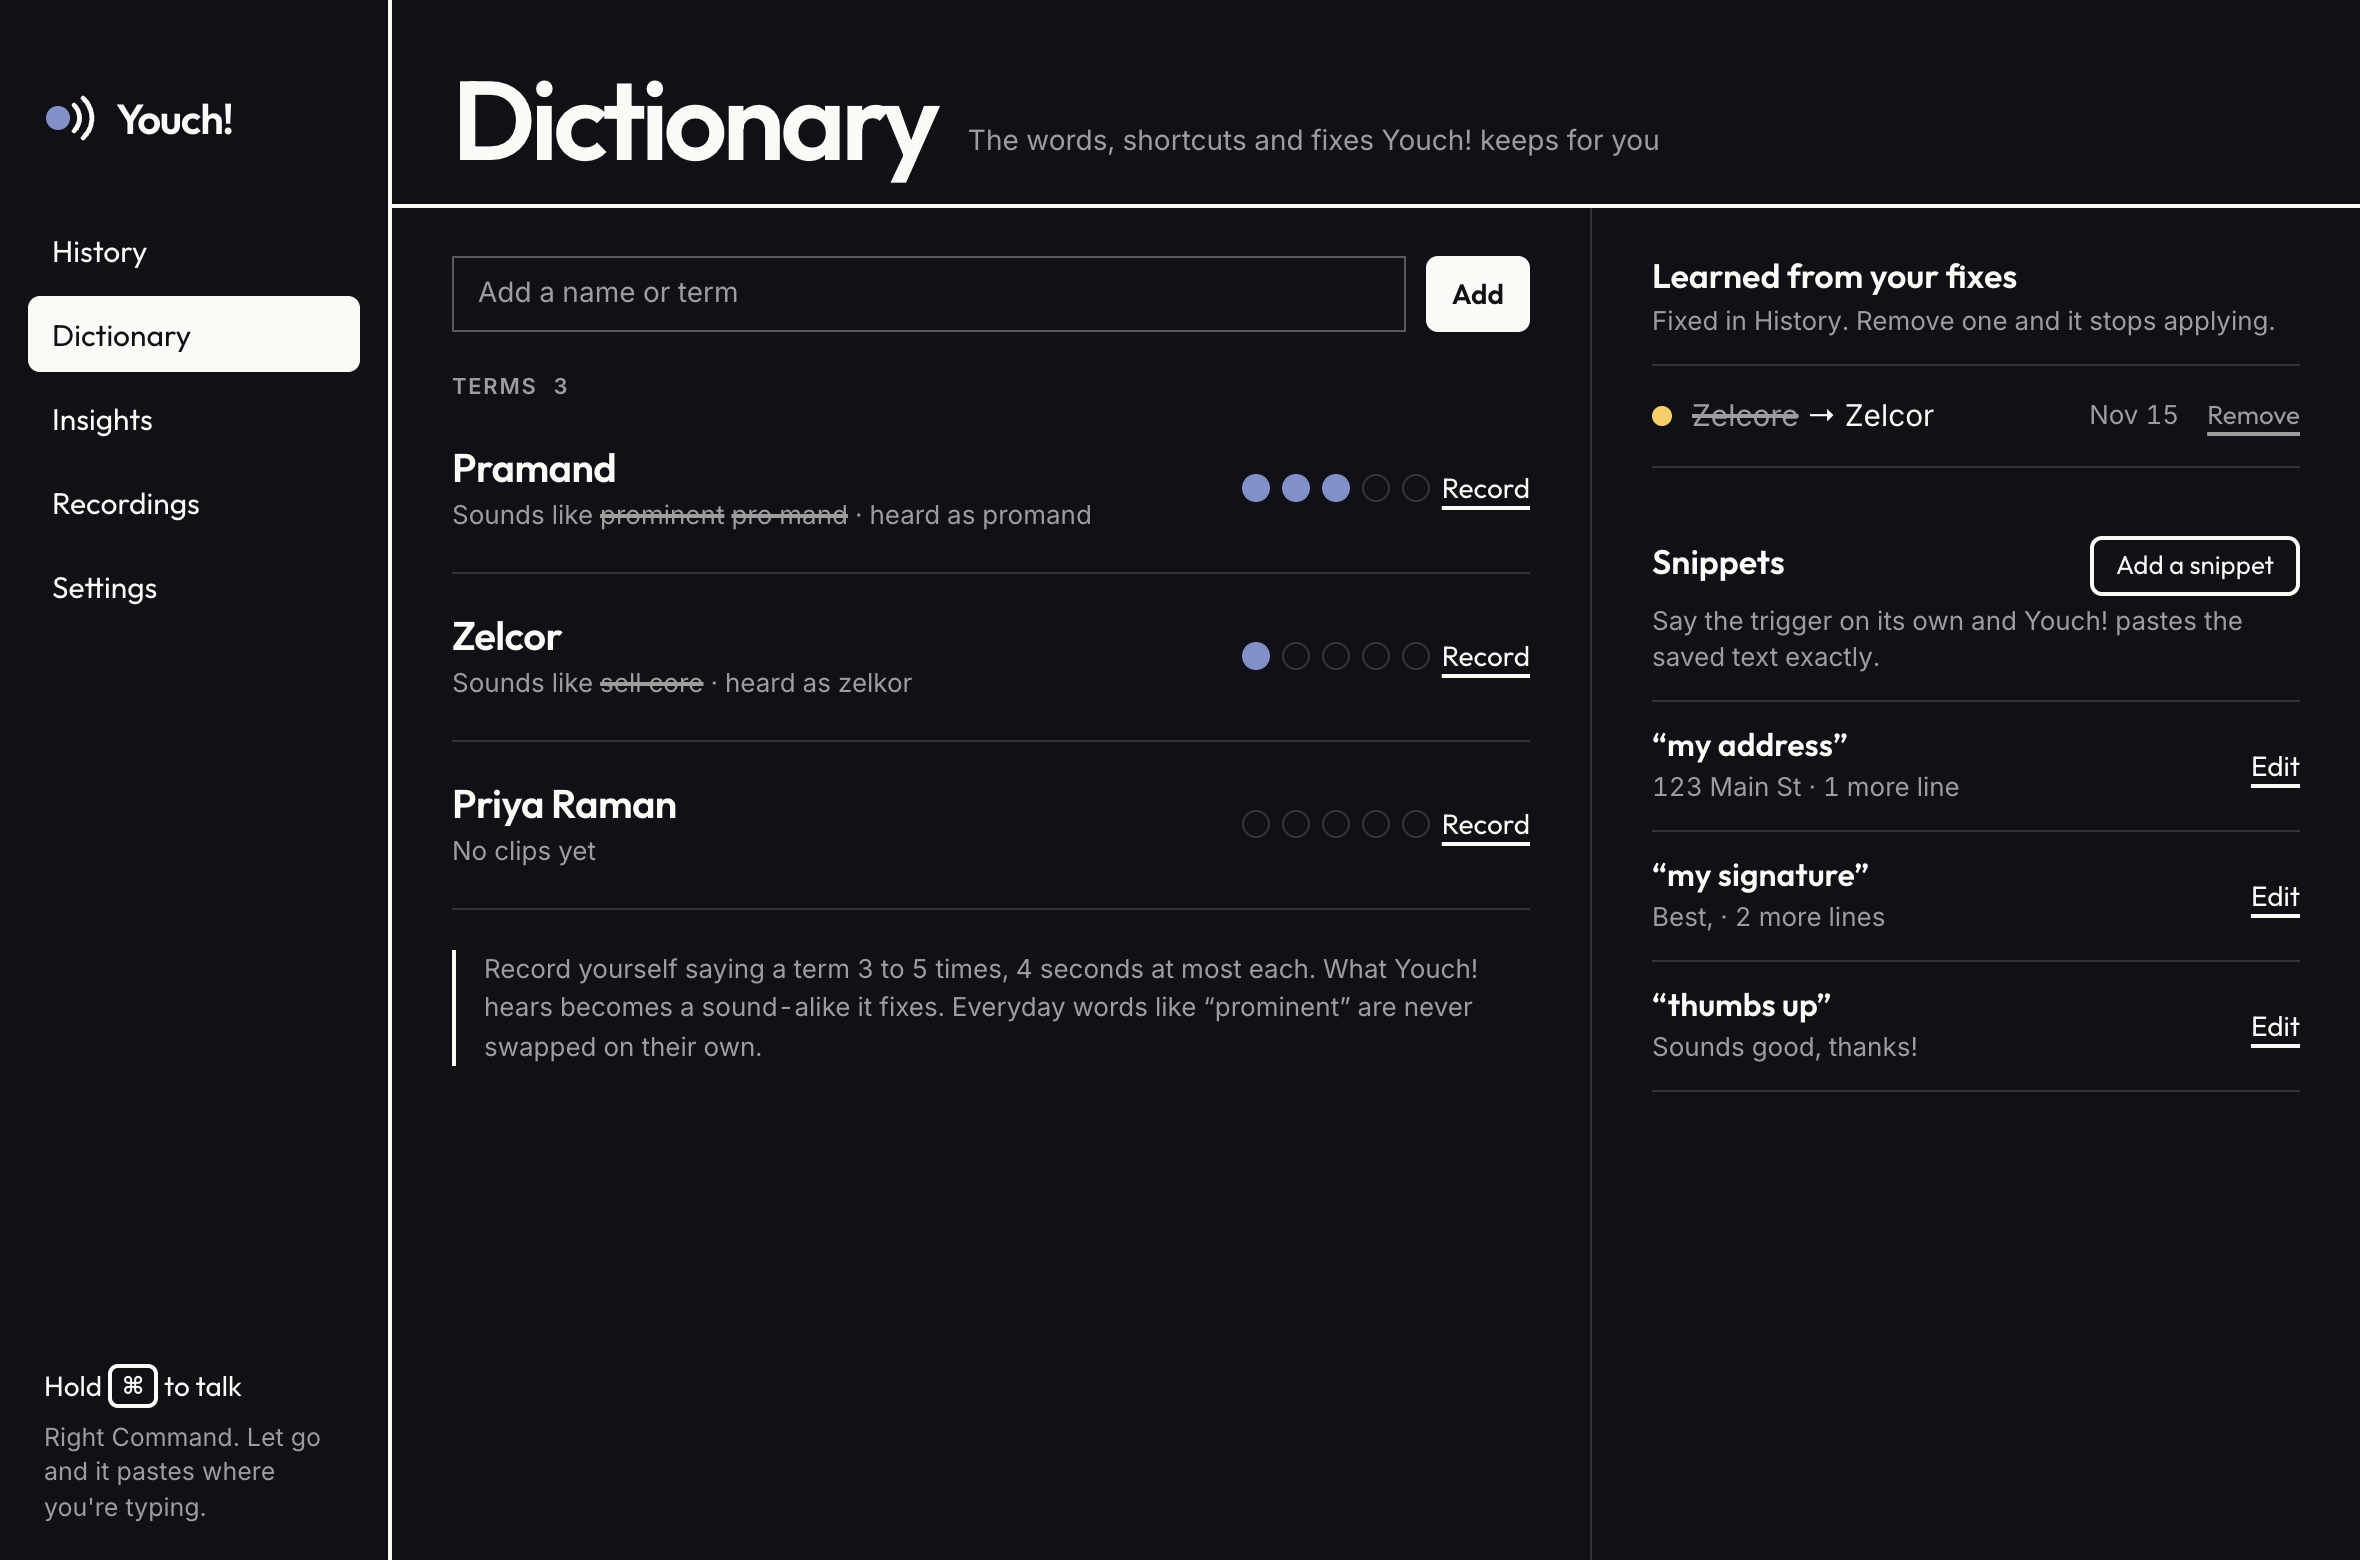 Youch!
History
Dictionary
Insights
Recordings
Settings
Hold ⌘ to talk
Right Command. Let go
and it pastes where
you're typing.
Dictionary
The words, shortcuts and fixes Youch! keeps for you
Add a name or term
Add
TERMS 3
Pramand
Sounds like prominent pro mand · heard as promand
Record
Zelcor
Sounds like sell core · heard as zelkor
Record
Priya Raman
No clips yet
Record
Record yourself saying a term 3 to 5 times, 4 seconds at most each. What Youch!
hears becomes a sound-alike it fixes. Everyday words like “prominent” are never
swapped on their own.
Learned from your fixes
Fixed in History. Remove one and it stops applying.
Zelcore → Zelcor
Nov 15
Remove
Snippets
Add a snippet
Say the trigger on its own and Youch! pastes the
saved text exactly.
“my address”
123 Main St · 1 more line
Edit
“my signature”
Best, · 2 more lines
Edit
“thumbs up”
Sounds good, thanks!
Edit